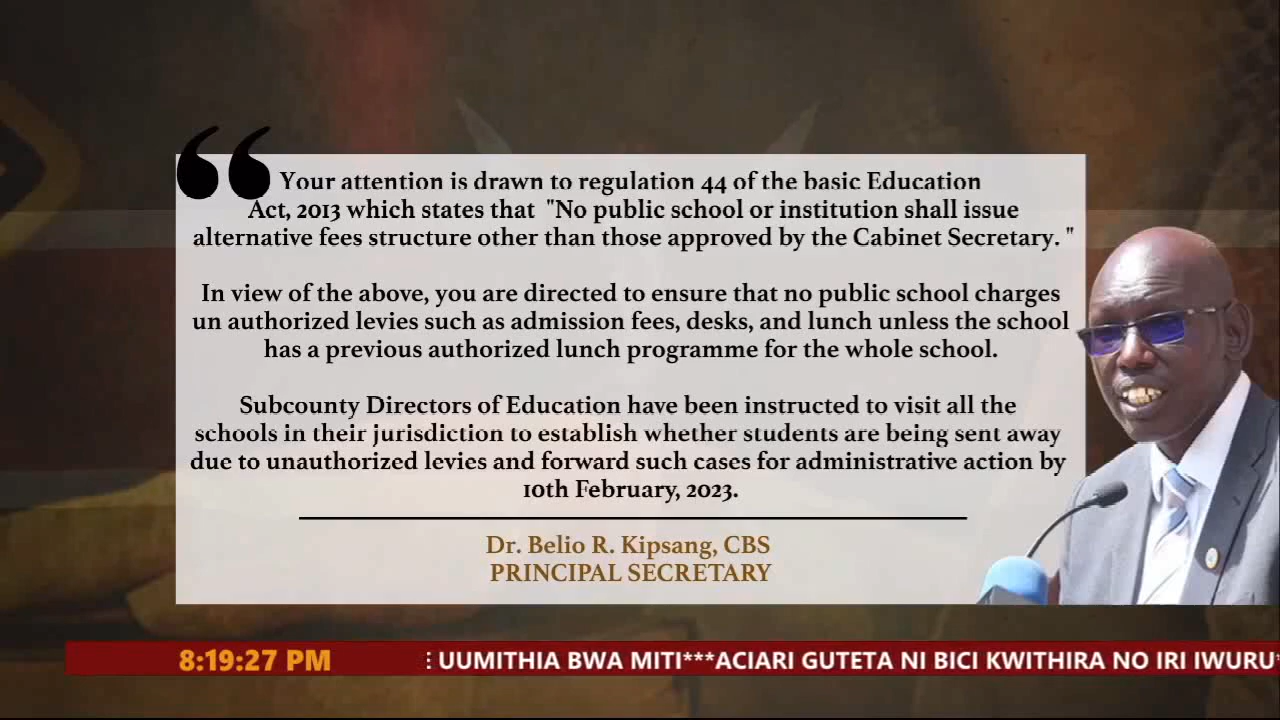 Your attention is drawn to regulation 44 of the basic Education
Act, 2013 which states that "No public school or institution shall issue
alternative fees structure other than those approved by the Cabinet Secretary. "
In view of the above, you are directed to ensure that no public school charges
un authorized levies such as admission fees, desks, and lunch unless the school
has a previous authorized lunch programme for the whole school.
Subcounty Directors of Education have been instructed to visit all the
schools in their jurisdiction to establish whether students are being sent away
due to unauthorized levies and forward such cases for administrative action by
10th February, 2023.
Dr. Belio R. Kipsang, CBS
PRINCIPAL SECRETARY
8:19:27 PM
UUMITHIA BWA MITI***ACIARI GUTETA NI BICI KWITHIRA NO IRI IWURU*